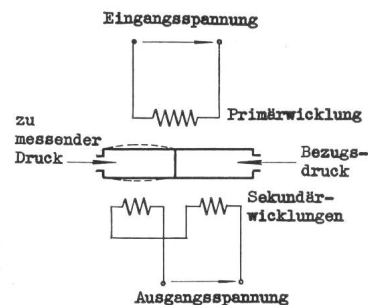 Eingangsspannung
Primärwicklung
zu
messender
Druck
Bezugs-
druck
Sekundär-
wicklungen
Ausgangsspannung